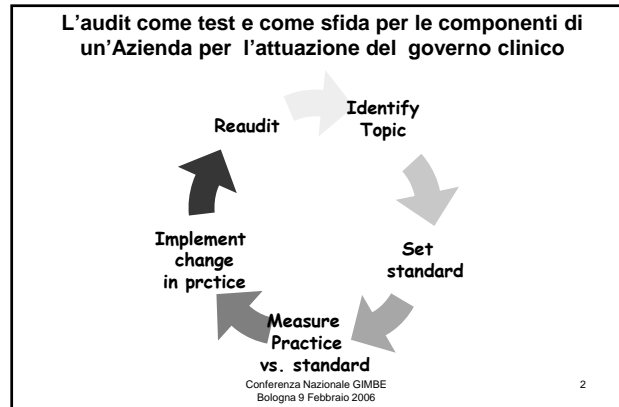 L'audit come test e come sfida per le componenti di
un'Azienda per l'attuazione del governo clinico
Identify
Topic
Set
standard
Measure
Practice
vs. standard
Implement
change
in prctice
Reaudit
Conferenza Nazionale GIMBE
Bologna 9 Febbraio 2006
2